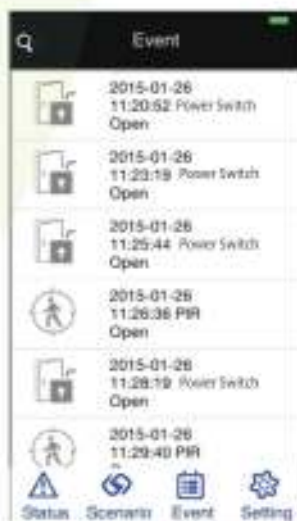 Event
2015-01-26
11:20:52 Power Switch
Open
2015-01-26
11:23:19 Power Switch
Open
2015-01-26
11:25:44 Power Switch
Open
2015-01-26
11:26:36 PIR
Open
2015-01-26
11:28:19 Power Switch
Open
2015-01-26
11:29:40 PIR
Status Scenario Event Setting